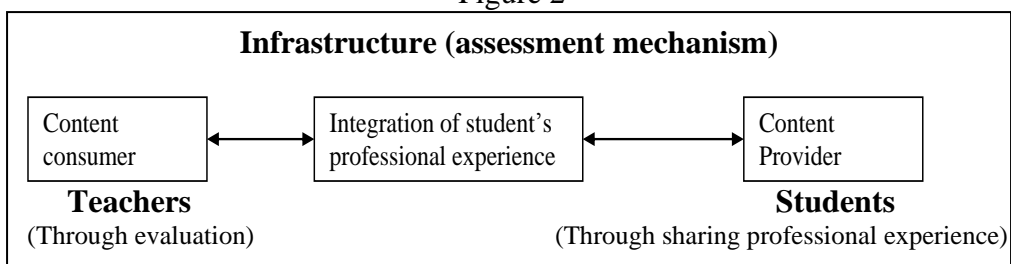 Figure 2
Infrastructure (assessment mechanism)
Content
consumer
Integration of student’s
professional experience
Content
Provider
Teachers
(Through evaluation)
Students
(Through sharing professional experience)